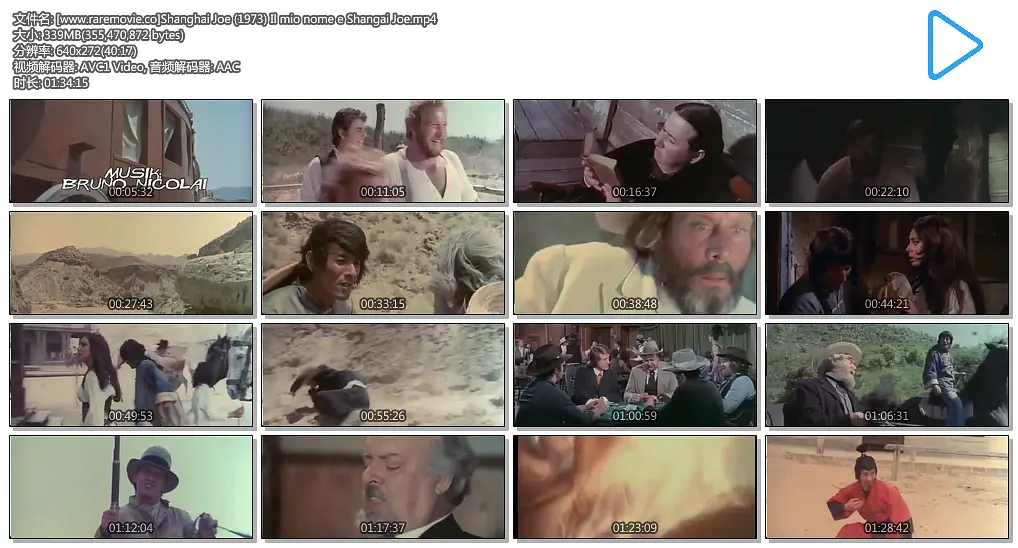 文件名: [www.raremovie.co]Shanghai Joe (1973) Il mio nome e Shangai Joe.mp4
大小: 339MB(355,470,872 bytes)
分辨率: 640x272(40:17)
视频解码器: AVC1 Video, 音频解码器: AAC
时长: 01:34:15
MUSIK
BRUNO NICOLAI
00:05:32
00:11:05
00:16:37
00:22:10
00:27:43
00:33:15
00:38:48
00:44:21
00:49:53
00:55:26
01:00:59
01:06:31
01:12:04
01:17:37
01:23:09
01:28:42